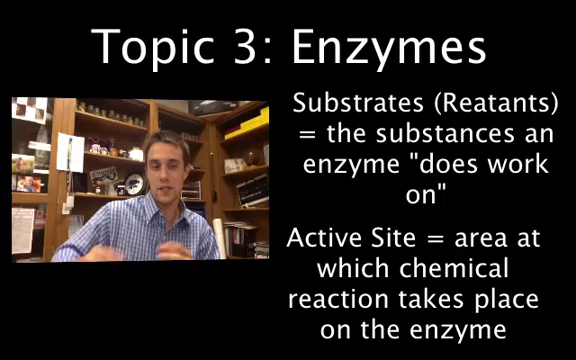 Topic 3: Enzymes
Substrates (Reatants)
= the substances an
enzyme "does work
on"
Active Site = area at
which chemical
reaction takes place
on the enzyme